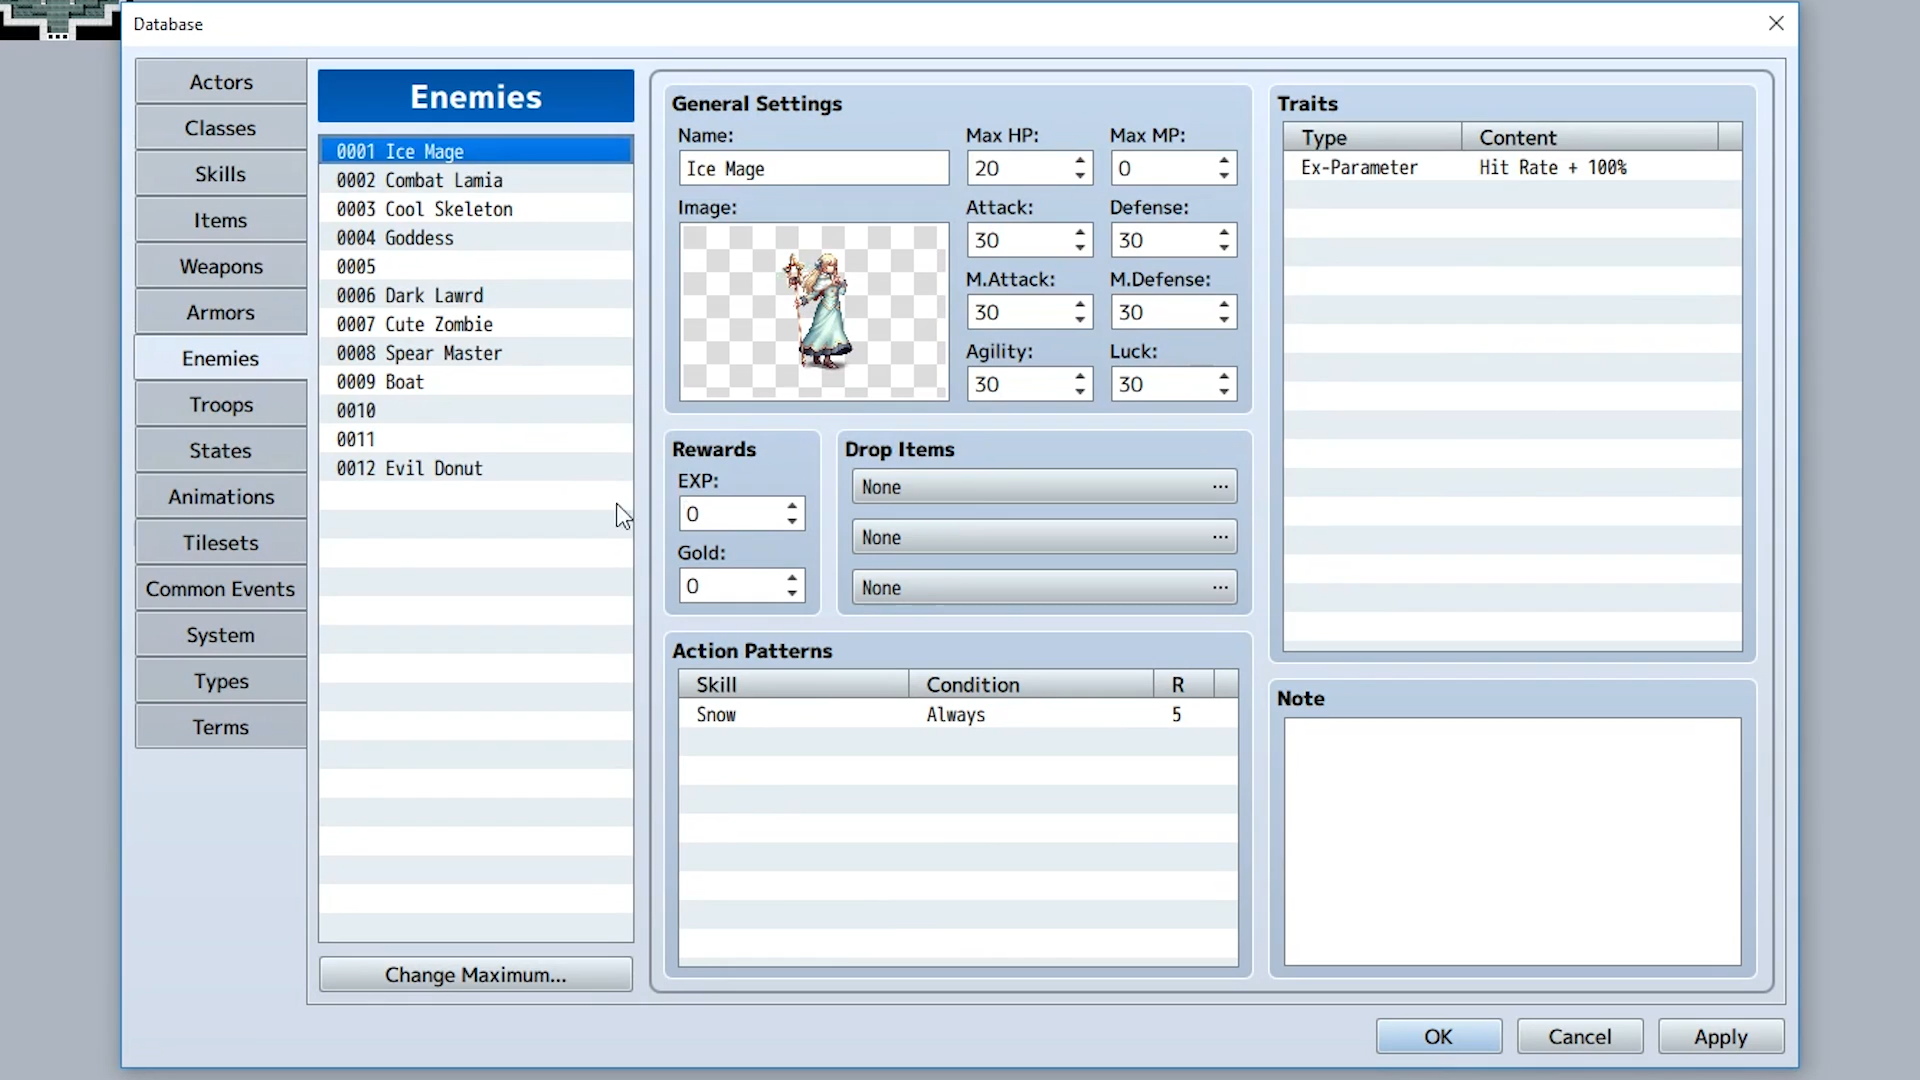 Database
Actors
Classes
Skills
Items
Weapons
Armors
Enemies
Troops
States
Animations
Tilesets
Common Events
System
Types
Terms
Enemies
0001 Ice Mage
0002 Combat Lamia
0003 Cool Skeleton
0004 Goddess
0005
0006 Dark Lawrd
0007 Cute Zombie
0008 Spear Master
0009 Boat
0010
0011
0012 Evil Donut
Change Maximum...
General Settings
Name:
Ice Mage
Image:
Max HP: Max MP:
20 0
Attack: Defense:
30 30
M.Attack: M.Defense:
30 30
Agility: Luck:
30 30
Rewards
EXP:
0
Gold:
0
Drop Items
None ...
None ...
None ...
Action Patterns
Skill Condition R
Snow Always 5
Traits
Type Content
Ex-Parameter Hit Rate + 100%
Note
OK Cancel Apply